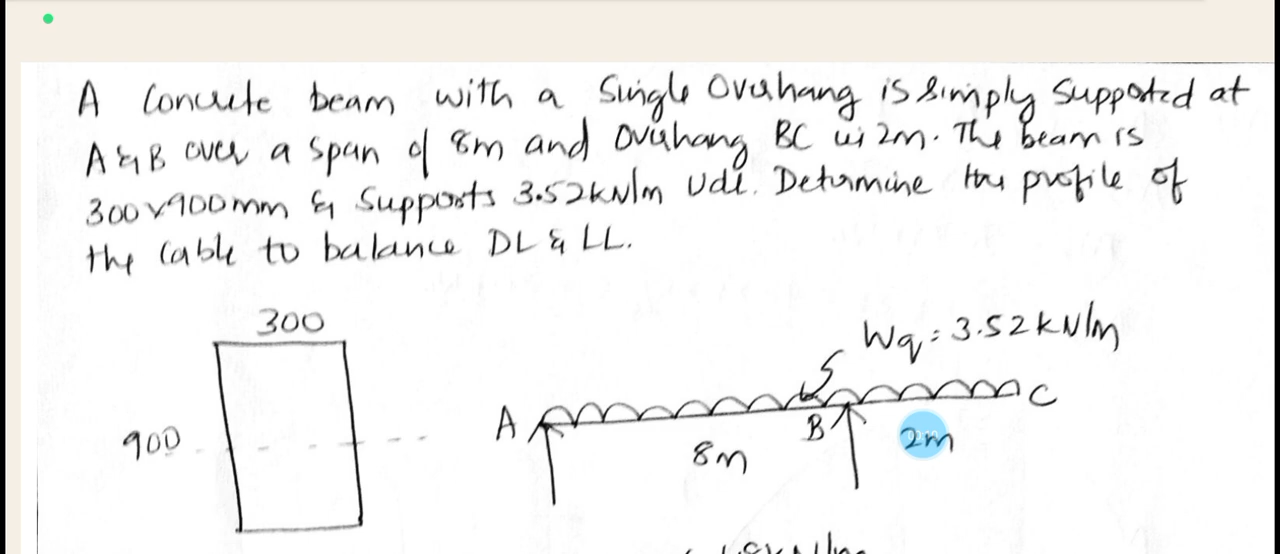 A Concrete beam with a Single Overhang is simply supported at
A & B over a span of 8m and Overhang BC is 2m. The beam is
300 x 900mm & Supports 3.52kN/m Udl. Determine the profile of
the Cable to balance DL & LL.
300
Wq = 3.52kN/m
A
C
900
B
8m
2m